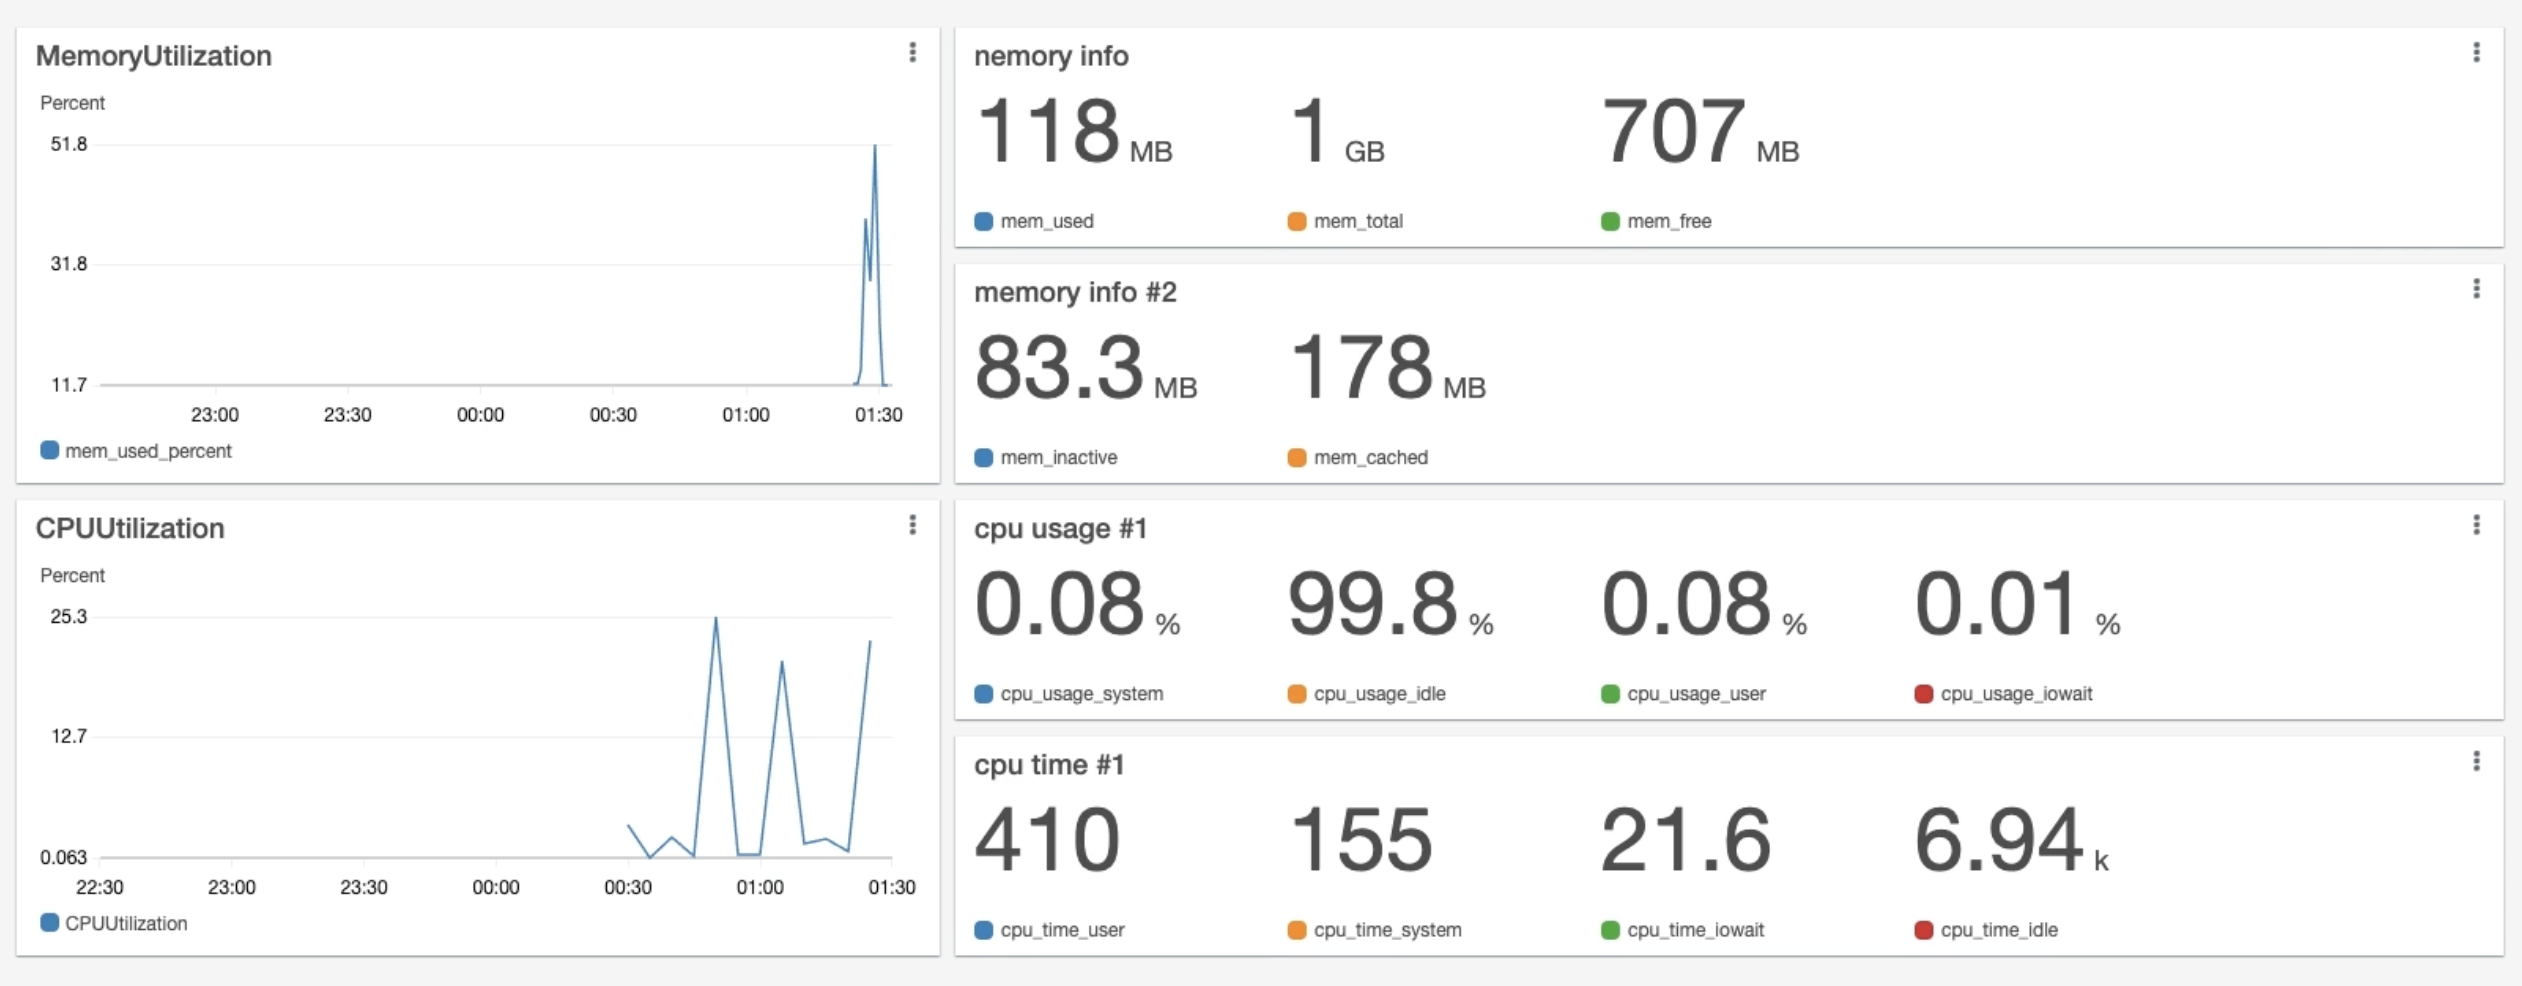 MemoryUtilization
Percent
51.8
31.8
11.7
23:00 23:30 00:00 00:30 01:00 01:30
mem_used_percent
nemory info
118 MB 1 GB 707 MB
mem_used mem_total mem_free
memory info #2
83.3 MB 178 MB
mem_inactive mem_cached
CPUUtilization
Percent
25.3
12.7
0.063
22:30 23:00 23:30 00:00 00:30 01:00 01:30
CPUUtilization
cpu usage #1
0.08 % 99.8 % 0.08 % 0.01 %
cpu_usage_system cpu_usage_idle cpu_usage_user cpu_usage_iowait
cpu time #1
410 155 21.6 6.94 k
cpu_time_user cpu_time_system cpu_time_iowait cpu_time_idle